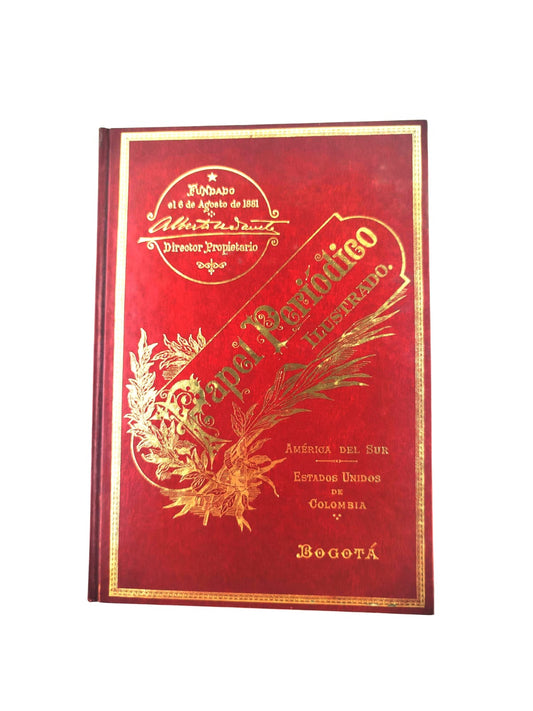 Fundado
el 6 de Agosto de 1881
Alberto Urdaneta
Director Propietario
Papel Periódico
Ilustrado.
América del Sur
Estados Unidos
de
Colombia
Bogotá